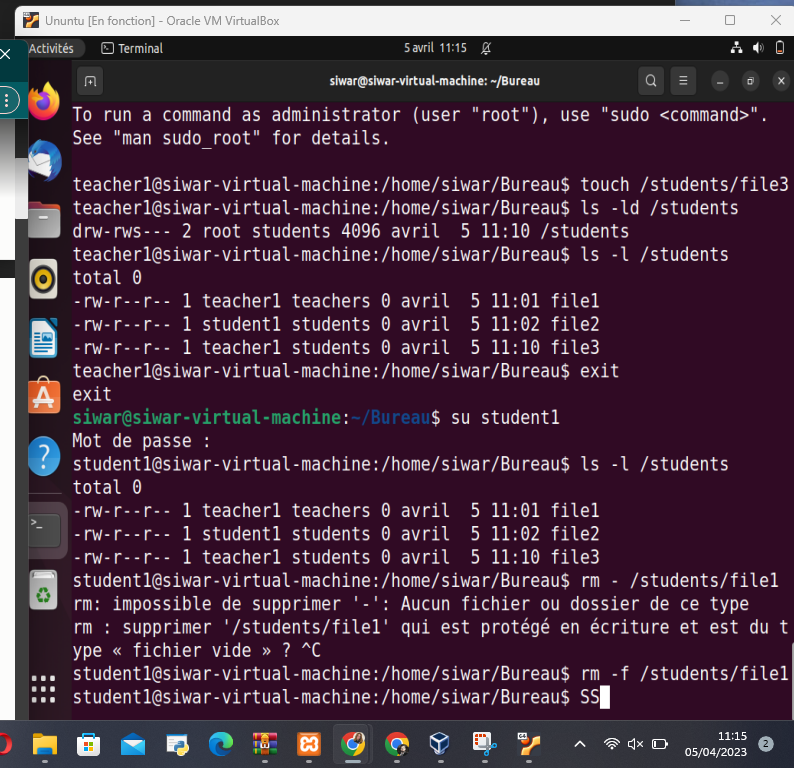 Ununtu [En fonction] - Oracle VM VirtualBox
Activités
Terminal
5 avril 11:15
siwar@siwar-virtual-machine: ~/Bureau
To run a command as administrator (user "root"), use "sudo <command>".
See "man sudo_root" for details.
teacher1@siwar-virtual-machine:/home/siwar/Bureau$ touch /students/file3
teacher1@siwar-virtual-machine:/home/siwar/Bureau$ ls -ld /students
drw-rws--- 2 root students 4096 avril  5 11:10 /students
teacher1@siwar-virtual-machine:/home/siwar/Bureau$ ls -l /students
total 0
-rw-r--r-- 1 teacher1 teachers 0 avril  5 11:01 file1
-rw-r--r-- 1 student1 students 0 avril  5 11:02 file2
-rw-r--r-- 1 teacher1 students 0 avril  5 11:10 file3
teacher1@siwar-virtual-machine:/home/siwar/Bureau$ exit
exit
siwar@siwar-virtual-machine:~/Bureau$ su student1
Mot de passe :
student1@siwar-virtual-machine:/home/siwar/Bureau$ ls -l /students
total 0
-rw-r--r-- 1 teacher1 teachers 0 avril  5 11:01 file1
-rw-r--r-- 1 student1 students 0 avril  5 11:02 file2
-rw-r--r-- 1 teacher1 students 0 avril  5 11:10 file3
student1@siwar-virtual-machine:/home/siwar/Bureau$ rm - /students/file1
rm: impossible de supprimer '-': Aucun fichier ou dossier de ce type
rm : supprimer '/students/file1' qui est protégé en écriture et est du t
ype « fichier vide » ? ^C
student1@siwar-virtual-machine:/home/siwar/Bureau$ rm -f /students/file1
student1@siwar-virtual-machine:/home/siwar/Bureau$ SS
11:15
05/04/2023
2